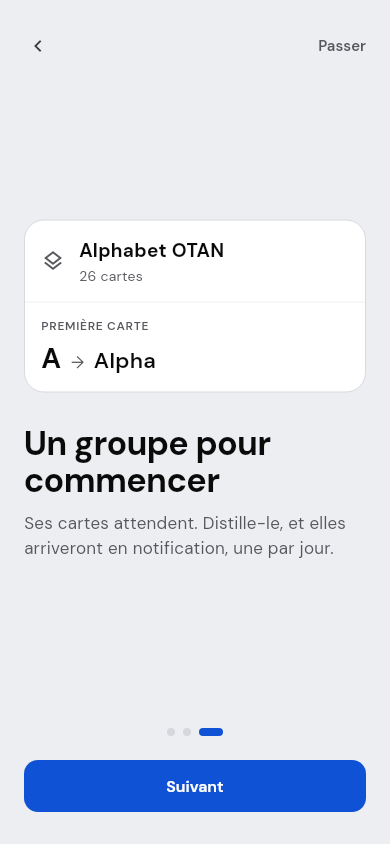 Passer
Alphabet OTAN
26 cartes
PREMIÈRE CARTE
A → Alpha
Un groupe pour
commencer
Ses cartes attendent. Distille-le, et elles
arriveront en notification, une par jour.
Suivant